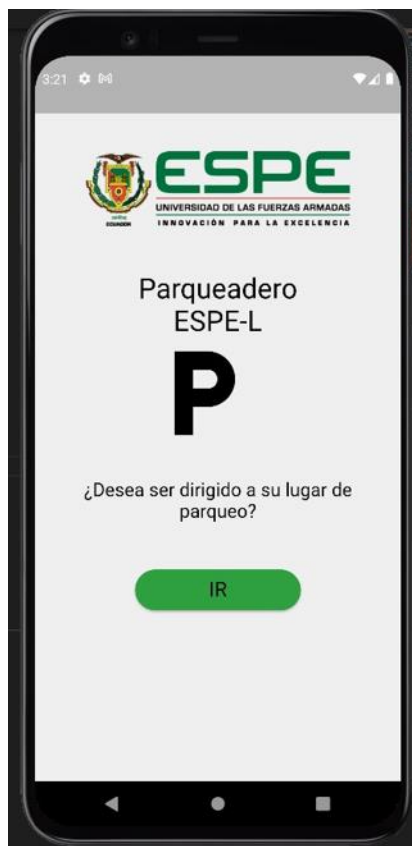 3:21
ESPE
UNIVERSIDAD DE LAS FUERZAS ARMADAS
INNOVACIÓN PARA LA EXCELENCIA
ECUADOR
Parqueadero
ESPE-L
P
¿Desea ser dirigido a su lugar de
parqueo?
IR